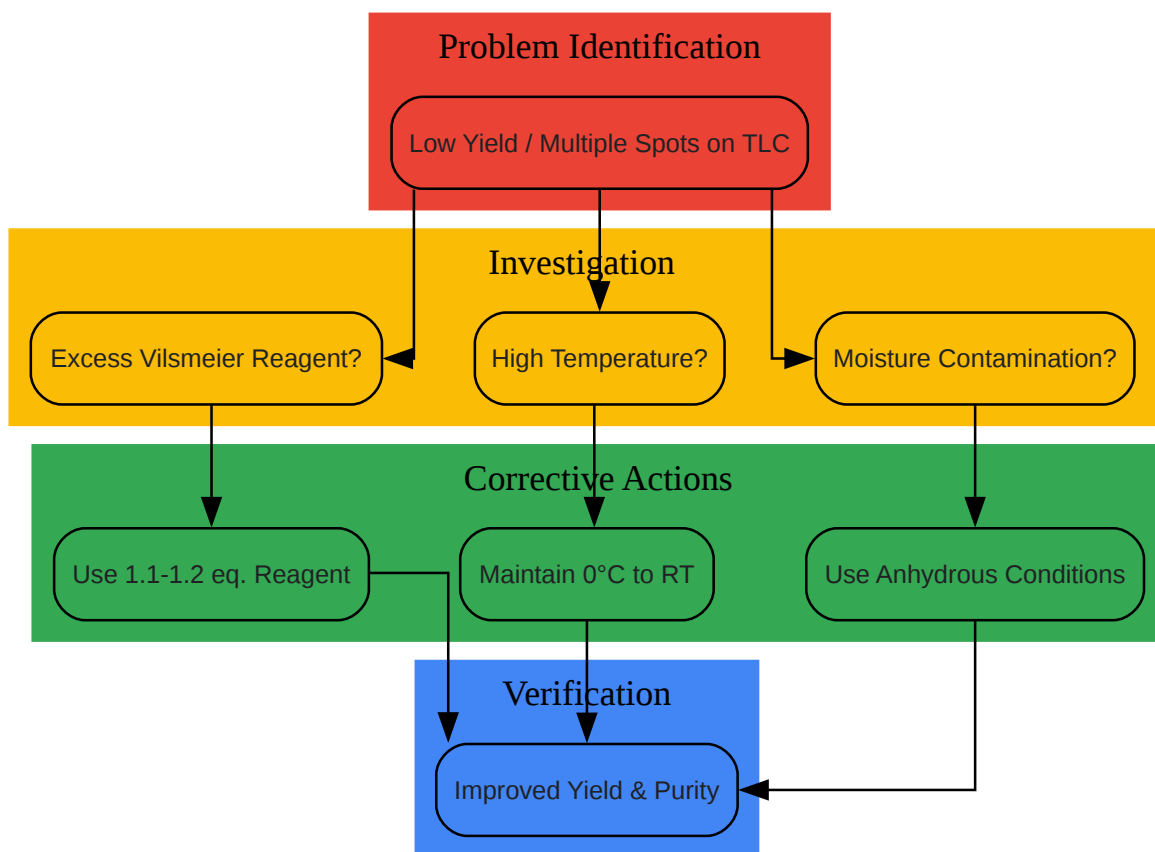 Problem Identification
Low Yield / Multiple Spots on TLC
Investigation
Excess Vilsmeier Reagent?
High Temperature?
Moisture Contamination?
Corrective Actions
Use 1.1-1.2 eq. Reagent
Maintain 0°C to RT
Use Anhydrous Conditions
Verification
Improved Yield & Purity